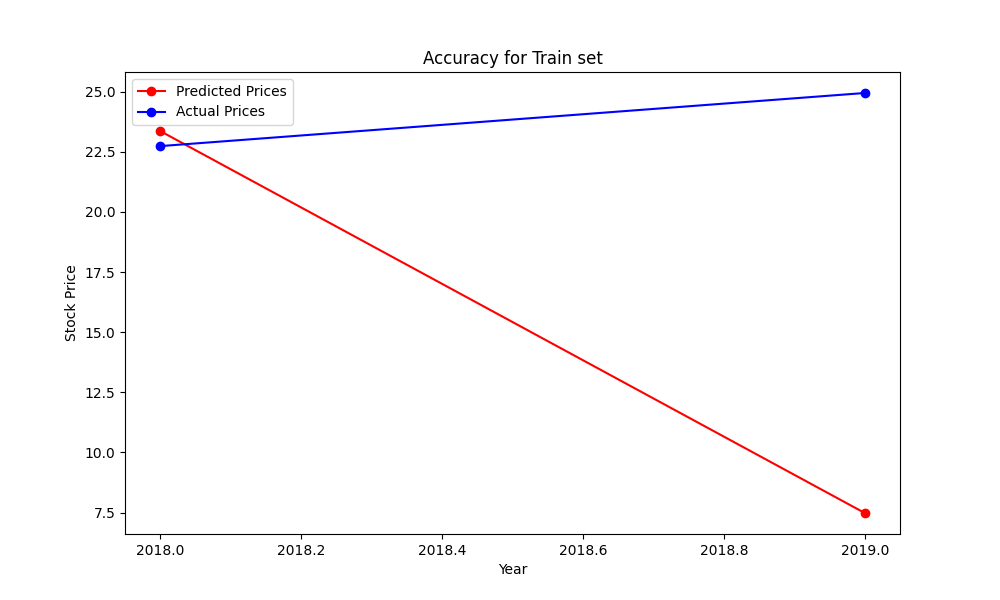 Accuracy for Train set
Predicted Prices
Actual Prices
Stock Price
25.0
22.5
20.0
17.5
15.0
12.5
10.0
7.5
2018.0 2018.2 2018.4 2018.6 2018.8 2019.0
Year